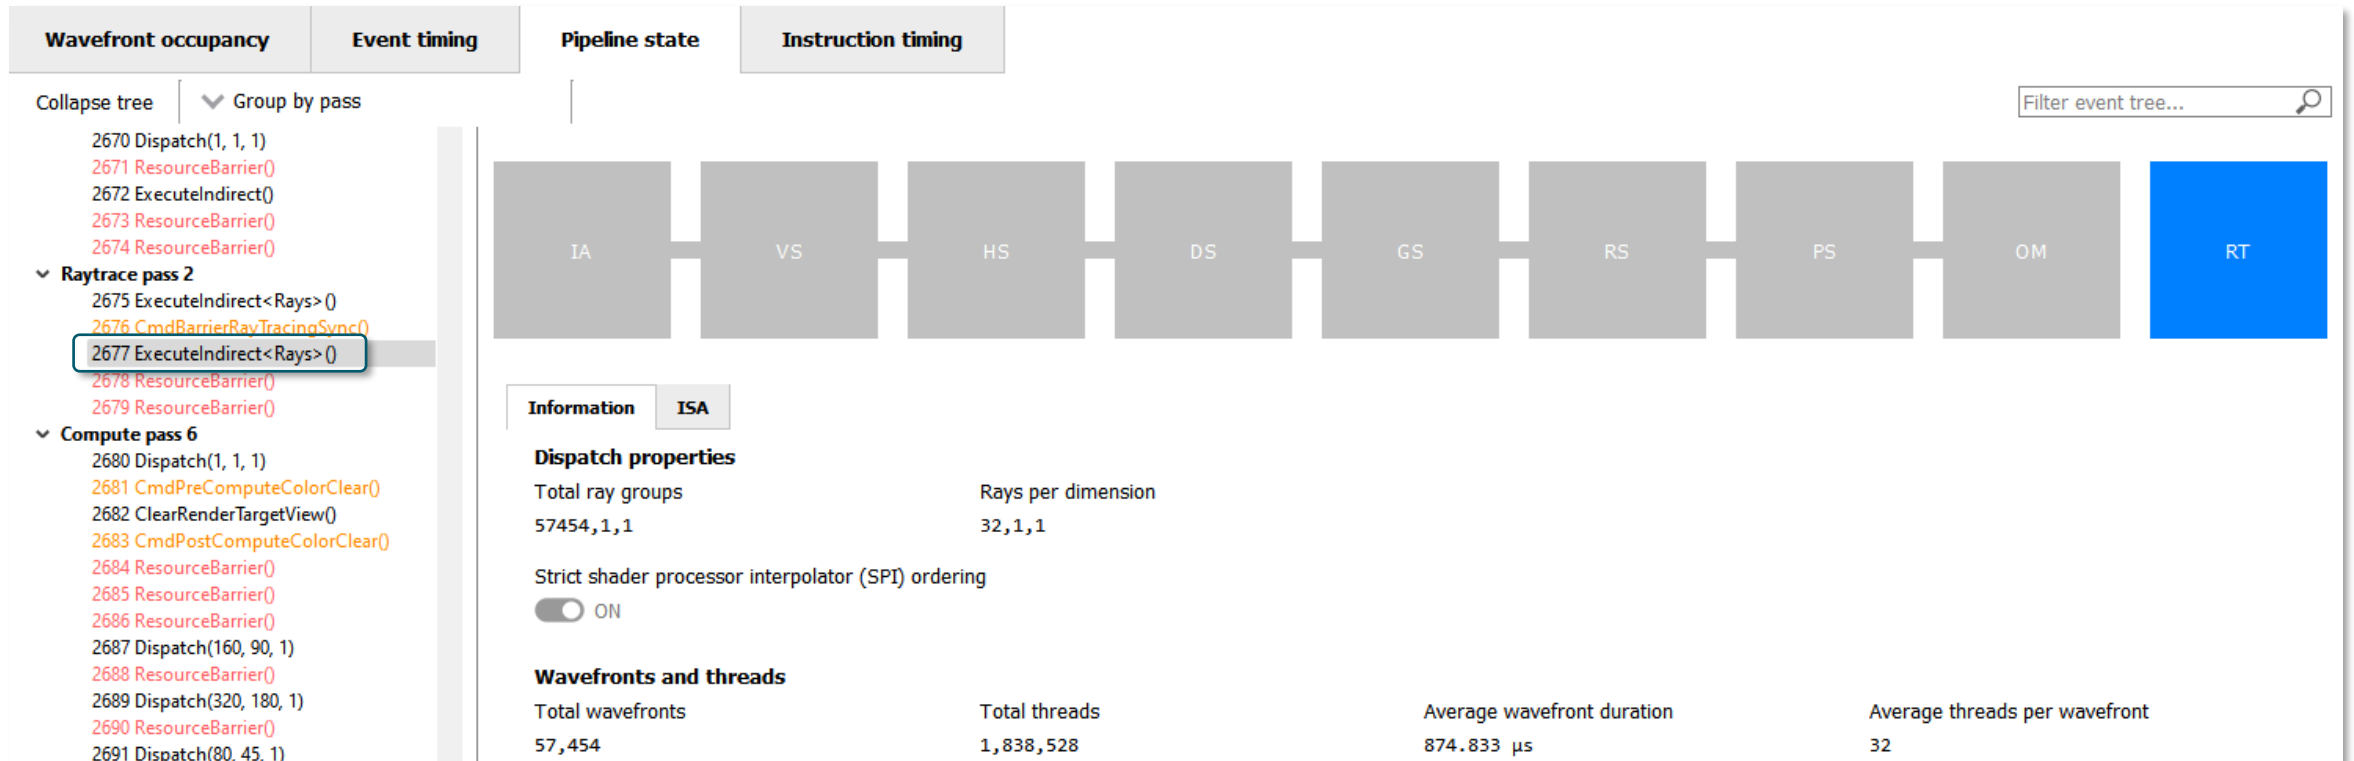 Wavefront occupancy Event timing Pipeline state Instruction timing
Collapse tree Group by pass Filter event tree...
2670 Dispatch(1, 1, 1)
2671 ResourceBarrier()
2672 ExecuteIndirect()
2673 ResourceBarrier()
2674 ResourceBarrier()
Raytrace pass 2
2675 ExecuteIndirect<Rays>()
2676 CmdBarrierRayTracingSync()
2677 ExecuteIndirect<Rays>()
2678 ResourceBarrier()
2679 ResourceBarrier()
Compute pass 6
2680 Dispatch(1, 1, 1)
2681 CmdPreComputeColorClear()
2682 ClearRenderTargetView()
2683 CmdPostComputeColorClear()
2684 ResourceBarrier()
2685 ResourceBarrier()
2686 ResourceBarrier()
2687 Dispatch(160, 90, 1)
2688 ResourceBarrier()
2689 Dispatch(320, 180, 1)
2690 ResourceBarrier()
2691 Dispatch(80, 45, 1)
IA VS HS DS GS RS PS OM RT
Information ISA
Dispatch properties
Total ray groups Rays per dimension
57454,1,1 32,1,1
Strict shader processor interpolator (SPI) ordering
ON
Wavefronts and threads
Total wavefronts Total threads Average wavefront duration Average threads per wavefront
57,454 1,838,528 874.833 µs 32